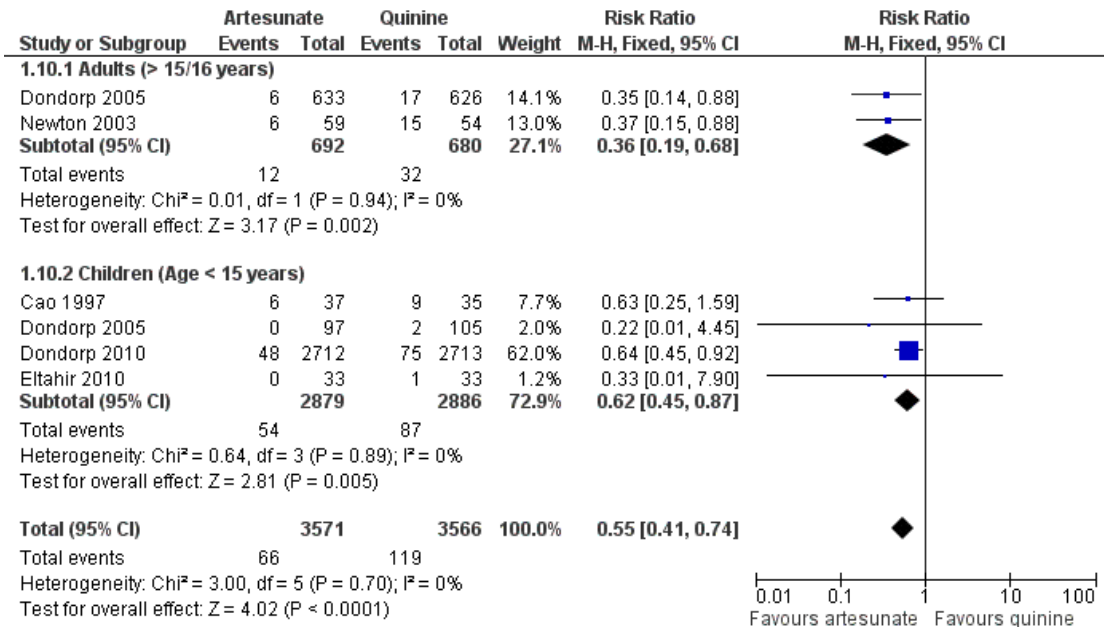 Artesunate Quinine Risk Ratio Risk Ratio
Study or Subgroup Events Total Events Total Weight M-H, Fixed, 95% CI M-H, Fixed, 95% CI
1.10.1 Adults (> 15/16 years)
Dondorp 2005 6 633 17 626 14.1% 0.35 [0.14, 0.88]
Newton 2003 6 59 15 54 13.0% 0.37 [0.15, 0.88]
Subtotal (95% CI) 692 680 27.1% 0.36 [0.19, 0.68]
Total events 12 32
Heterogeneity: Chi² = 0.01, df = 1 (P = 0.94); I² = 0%
Test for overall effect: Z = 3.17 (P = 0.002)
1.10.2 Children (Age < 15 years)
Cao 1997 6 37 9 35 7.7% 0.63 [0.25, 1.59]
Dondorp 2005 0 97 2 105 2.0% 0.22 [0.01, 4.45]
Dondorp 2010 48 2712 75 2713 62.0% 0.64 [0.45, 0.92]
Eltahir 2010 0 33 1 33 1.2% 0.33 [0.01, 7.90]
Subtotal (95% CI) 2879 2886 72.9% 0.62 [0.45, 0.87]
Total events 54 87
Heterogeneity: Chi² = 0.64, df = 3 (P = 0.89); I² = 0%
Test for overall effect: Z = 2.81 (P = 0.005)
Total (95% CI) 3571 3566 100.0% 0.55 [0.41, 0.74]
Total events 66 119
Heterogeneity: Chi² = 3.00, df = 5 (P = 0.70); I² = 0%
Test for overall effect: Z = 4.02 (P < 0.0001)
0.01 0.1 1 10 100
Favours artesunate Favours quinine